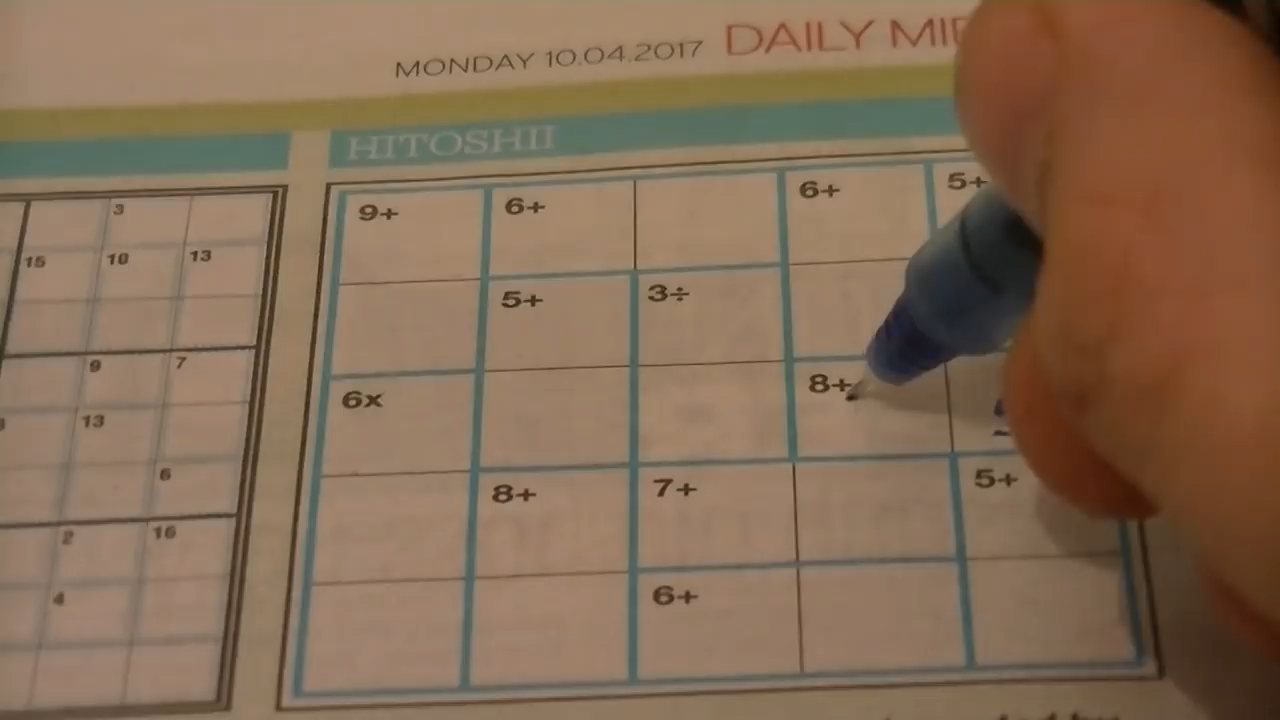 MONDAY 10.04.2017 DAILY
HITOSHII
9+ 6+ 6+ 5+
5+ 3÷
6x 8+
8+ 7+ 5+
6+
3
15 10 13
9 7
13
6
2 16
4